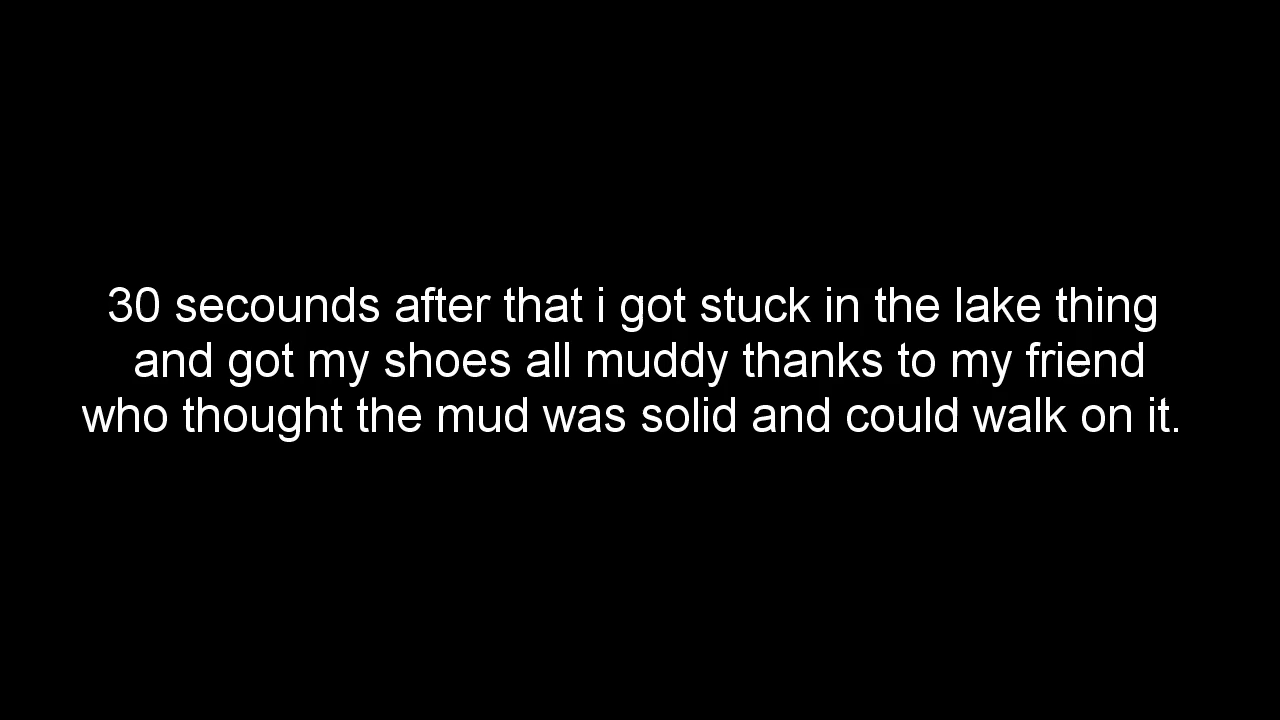 30 secounds after that i got stuck in the lake thing
and got my shoes all muddy thanks to my friend
who thought the mud was solid and could walk on it.